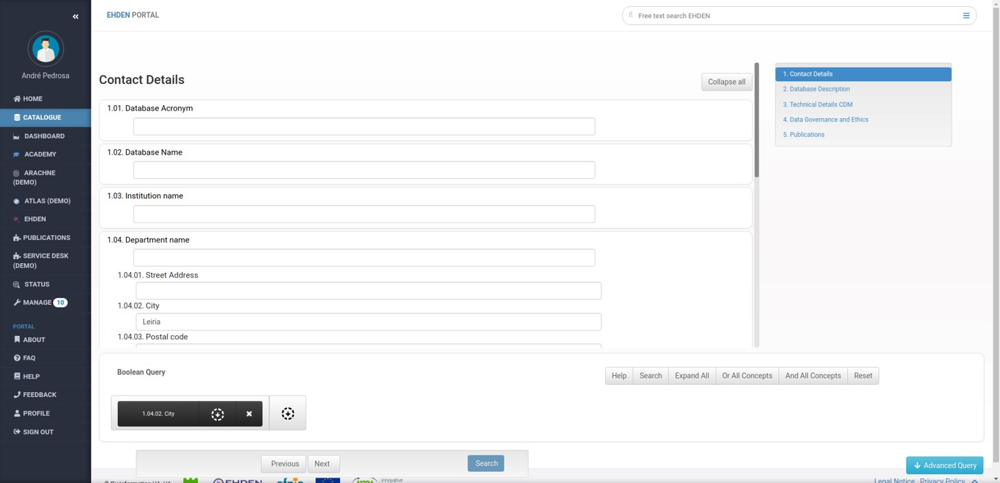 «
André Pedrosa
HOME
CATALOGUE
DASHBOARD
ACADEMY
ARACHNE
(DEMO)
ATLAS (DEMO)
EHDEN
PUBLICATIONS
SERVICE DESK
(DEMO)
STATUS
MANAGE 10
PORTAL
ABOUT
FAQ
HELP
FEEDBACK
PROFILE
SIGN OUT
EHDEN PORTAL
Free text search EHDEN
Contact Details
Collapse all
1.01. Database Acronym
1.02. Database Name
1.03. Institution name
1.04. Department name
1.04.01. Street Address
1.04.02. City
Leiria
1.04.03. Postal code
1. Contact Details
2. Database Description
3. Technical Details CDM
4. Data Governance and Ethics
5. Publications
Boolean Query
Help Search Expand All Or All Concepts And All Concepts Reset
1.04.02. City
Previous Next Search
Advanced Query
EHDEN
innovative
Legal Notice Privacy Policy